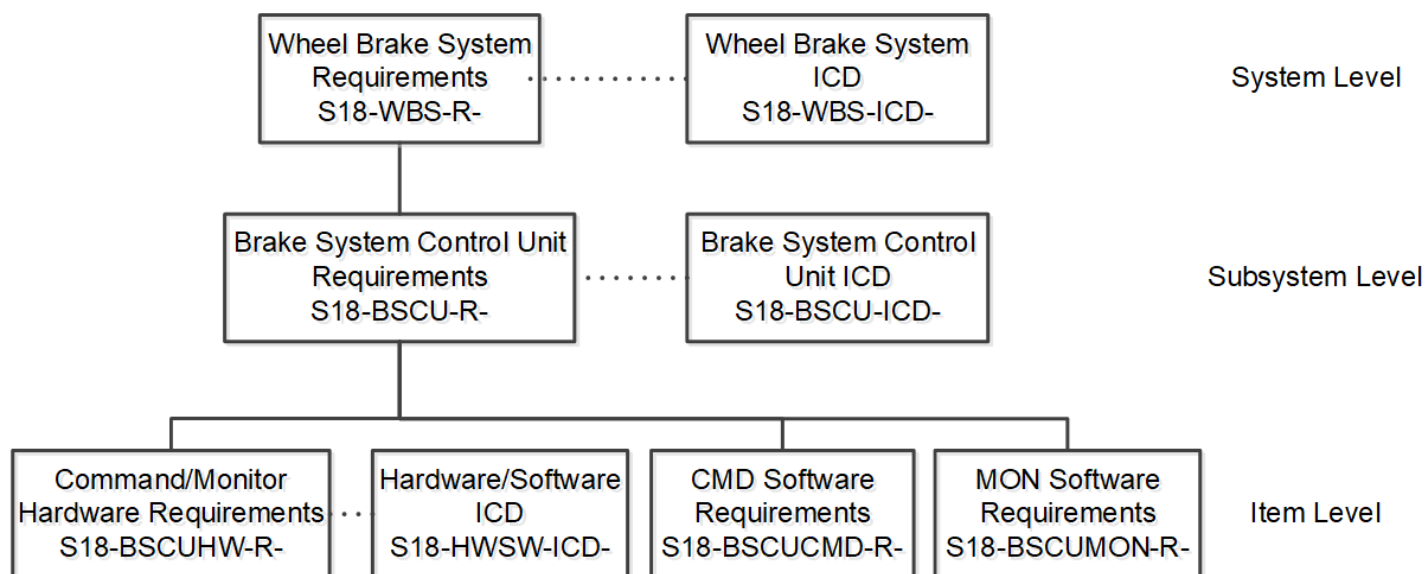 Wheel Brake System
Requirements
S18-WBS-R-
Wheel Brake System
ICD
S18-WBS-ICD-
System Level
Brake System Control Unit
Requirements
S18-BSCU-R-
Brake System Control
Unit ICD
S18-BSCU-ICD-
Subsystem Level
Command/Monitor
Hardware Requirements
S18-BSCUHW-R-
Hardware/Software
ICD
S18-HWSW-ICD-
CMD Software
Requirements
S18-BSCUCMD-R-
MON Software
Requirements
S18-BSCUMON-R-
Item Level